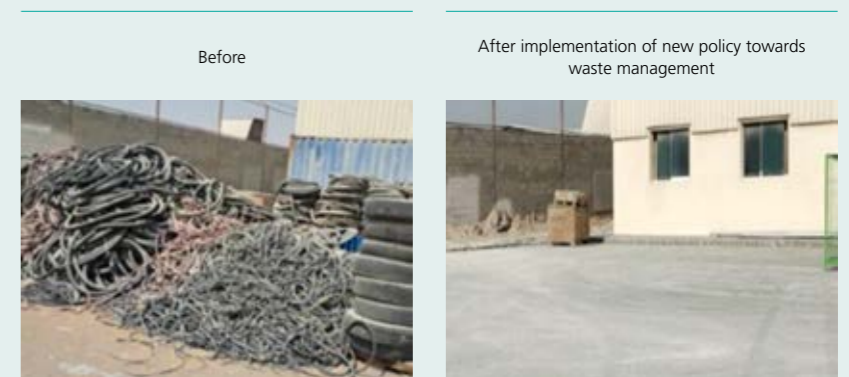 Before
After implementation of new policy towards
waste management